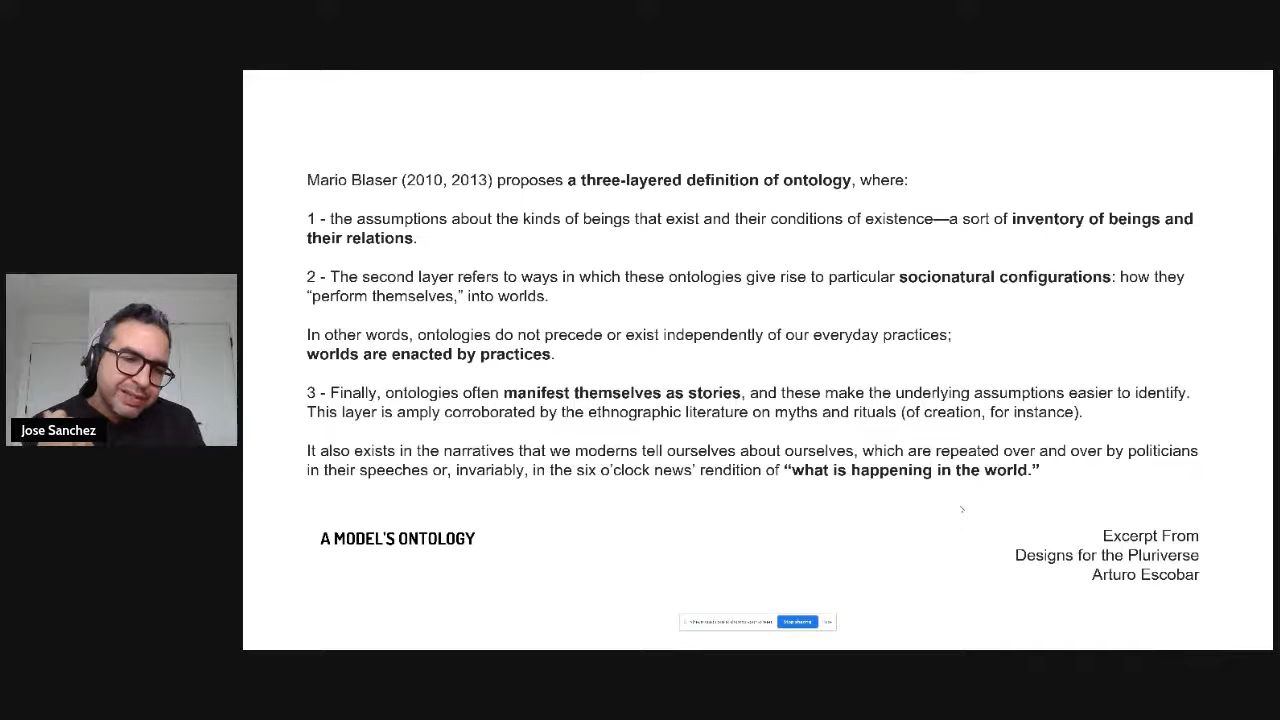 Mario Blaser (2010, 2013) proposes a three-layered definition of ontology, where:
1 - the assumptions about the kinds of beings that exist and their conditions of existence—a sort of inventory of beings and
their relations.
2 - The second layer refers to ways in which these ontologies give rise to particular socionatural configurations: how they
“perform themselves,” into worlds.
In other words, ontologies do not precede or exist independently of our everyday practices;
worlds are enacted by practices.
3 - Finally, ontologies often manifest themselves as stories, and these make the underlying assumptions easier to identify.
This layer is amply corroborated by the ethnographic literature on myths and rituals (of creation, for instance).
It also exists in the narratives that we moderns tell ourselves about ourselves, which are repeated over and over by politicians
in their speeches or, invariably, in the six o’clock news’ rendition of “what is happening in the world.”
Jose Sanchez
A MODEL'S ONTOLOGY
Excerpt From
Designs for the Pluriverse
Arturo Escobar
Stop sharing